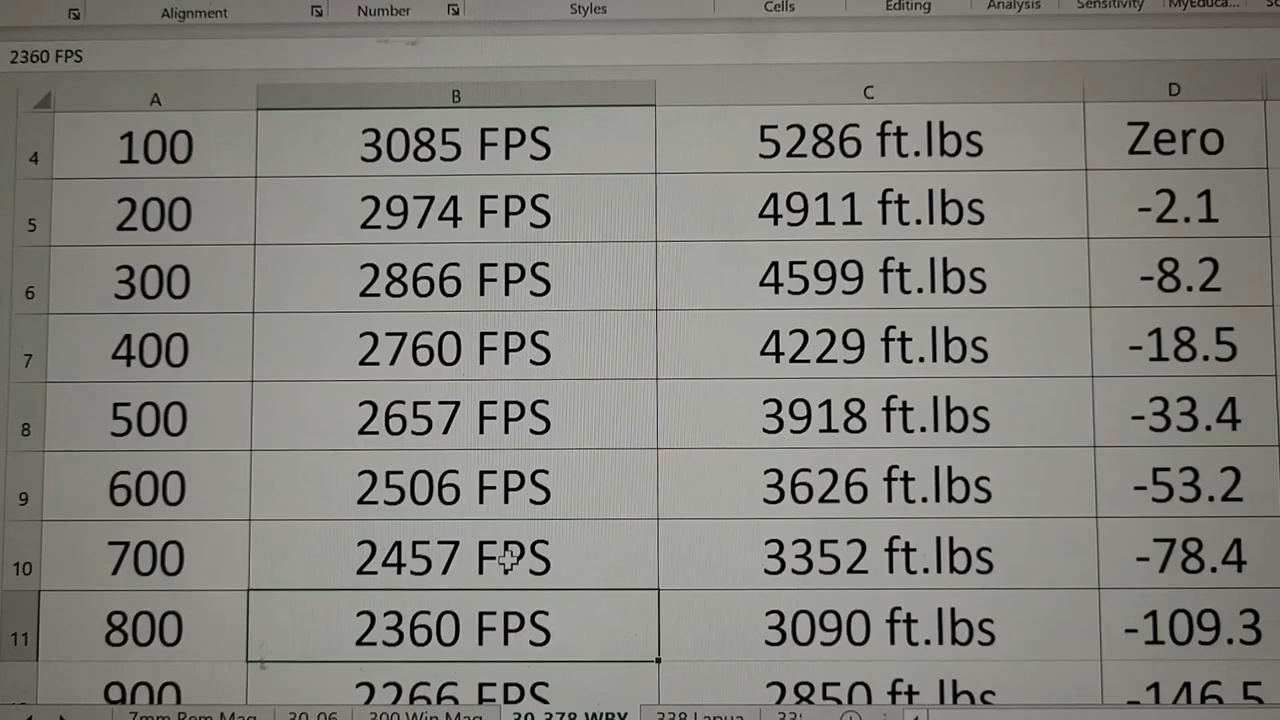 Alignment Number Styles Cells Editing Analysis Sensitivity MyEduca...
2360 FPS
A B C D
4 100 3085 FPS 5286 ft.lbs Zero
5 200 2974 FPS 4911 ft.lbs -2.1
6 300 2866 FPS 4599 ft.lbs -8.2
7 400 2760 FPS 4229 ft.lbs -18.5
8 500 2657 FPS 3918 ft.lbs -33.4
9 600 2506 FPS 3626 ft.lbs -53.2
10 700 2457 FPS 3352 ft.lbs -78.4
11 800 2360 FPS 3090 ft.lbs -109.3
900 2266 FPS 2850 ft.lbs -146.5
7mm Rem Mag 30-06 300 Win Mag 30-378 WBY 338 Lapua